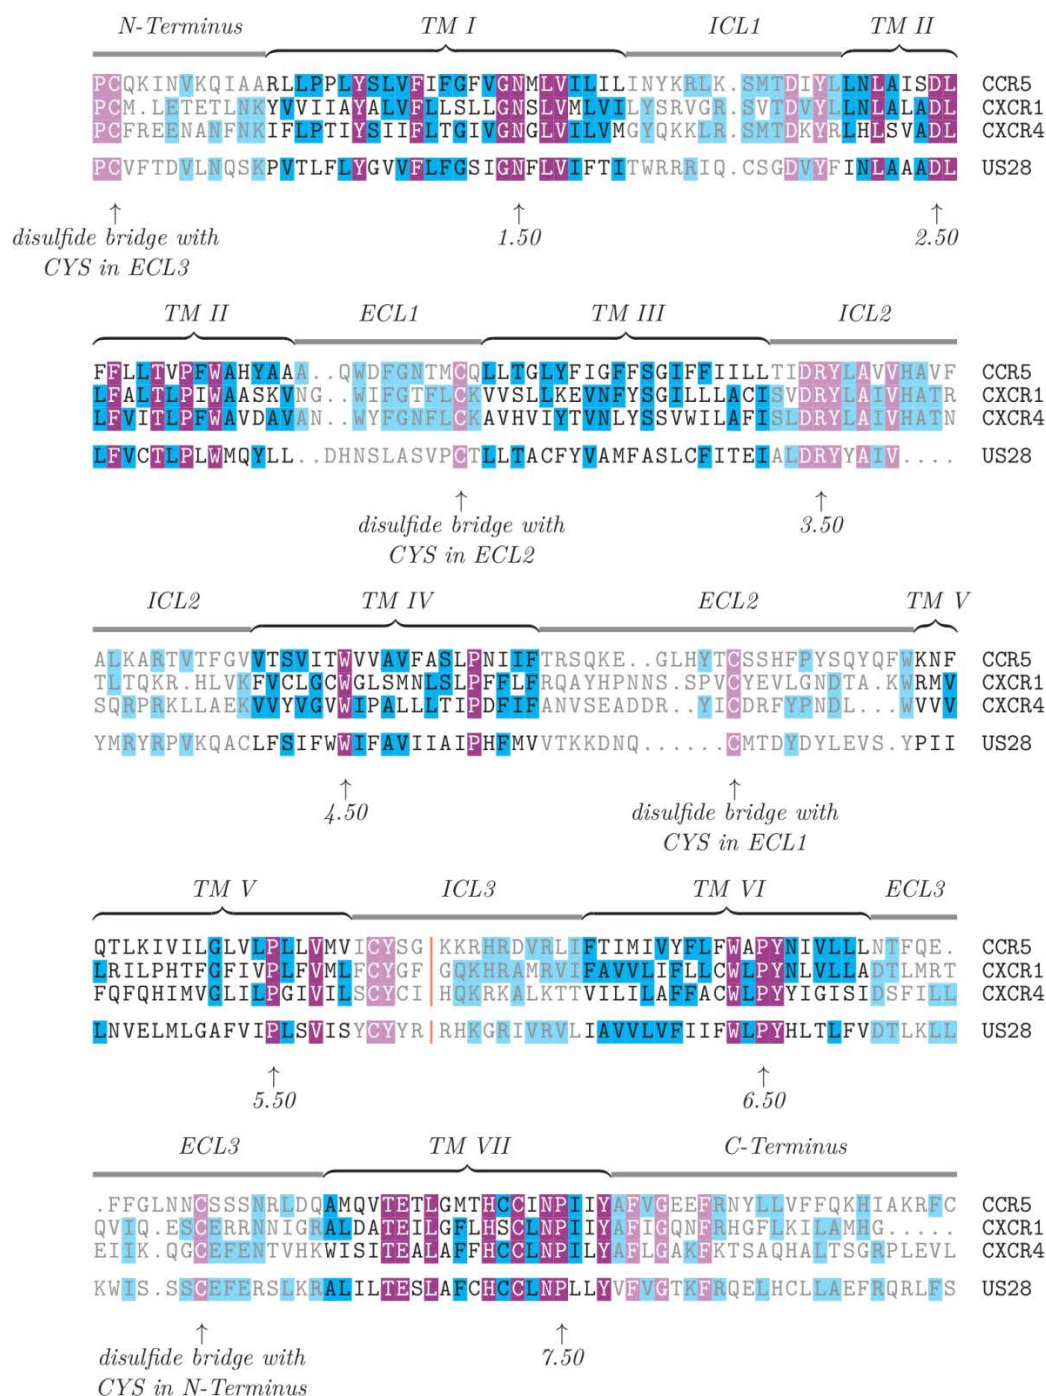 N-Terminus TM I ICL1 TM II
PCQKINVKQIAARLLPPLYSLVFIFGFVGNMLVILILINYKRLK.SMTDIYLLNLAISDL CCR5
PCM.LETETLNKYVVIIAYALVFLLSLLGNSLVMLVILYSRVGR.SVTDVYLLNLALADL CXCR1
PCFREENANFNKIFLPTIYSIIFLTGIVGNGLVILVMGYQKKLR.SMTDKYRLHLSVADL CXCR4
PCVFTDVLNQSKPVTLFLYGVVFLFGSIGNFLVIFTITWRRRIQ.CSGDVYFINLAAADL US28
↑ ↑ ↑
disulfide bridge with 1.50 2.50
CYS in ECL3
TM II ECL1 TM III ICL2
FFLLTVPFWAHYAAA..QWDFGNTMCQLLTGLYFIGFFSGIFFIILLTIDRYLAVVHAVF CCR5
LFALTLPIWAASKVNG..WIFGTFLCKVVSLLKEVNFYSGILLLACISVDRYLAIVHATR CXCR1
LFVITLPFWAVDAVAN..WYFGNFLCKAVHVIYTVNLYSSVWILAFISLDRYLAIVHATN CXCR4
LFVCTLPLWMQYLL..DHNSLASVPCTLLTACFYVAMFASLCFITEIALDRYYAIV.... US28
↑ ↑
disulfide bridge with 3.50
CYS in ECL2
ICL2 TM IV ECL2 TM V
ALKARTVTFGVVTSVITWVVAVFASLPNIIFTRSQKE..GLHYTCSSHFPYSQYQFWKNF CCR5
TLTQKR.HLVKFVCLGCWGLSMNLSLPFFLFRQAYHPNNS.SPVCYEVLGNDTA.KWRMV CXCR1
SQRPRKLLAEKVVYVGVWIPALLLTIPDFIFANVSEADDR..YICDRFYPNDL...WVVV CXCR4
YMRYRPVKQACLFSIFWWIFAVIIAIPHFMVVTKKDNQ......CMTDYDYLEVS.YPII US28
↑ ↑
4.50 disulfide bridge with
CYS in ECL1
TM V ICL3 TM VI ECL3
QTLKIVILGLVLPLLVMVICYSG KKRHRDVRLIFTIMIVYFLFWAPYNIVLLLNTFQE. CCR5
LRILPHTFGFIVPLFVMLFCYGF GQKHRAMRVIFAVVLIFLLCWLPYNLVLLADTLMRT CXCR1
FQFQHIMVGLILPGIVILSCYCI HQKRKALKTTVILILAFFACWLPYYIGISIDSFILL CXCR4
LNVELMLGAFVIPLSVISYCYYR RHKGRIVRVLIAVVLVFIIFWLPYHLTLFVDTLKLL US28
↑ ↑
5.50 6.50
ECL3 TM VII C-Terminus
.FFGLNNCSSSNRLDQAMQVTETLGMTHCCINPIIYAFVGEEFRNYLLVFFQKHIAKRFC CCR5
QVIQ.ESCERRNNIGRALDATEILGFLHSCLNPIIYAFIGQNFRHGFLKILAMHG..... CXCR1
EIIK.QGCEFENTVHKWISITEALAFFHCCLNPILYAFLGAKFKTSAQHALTSGRPLEVL CXCR4
KWIS.SSCEFERSLKRALILTESLAFCHCCLNPLLYVFVGTKFRQELHCLLAEFRQRLFS US28
↑ ↑
disulfide bridge with 7.50
CYS in N-Terminus